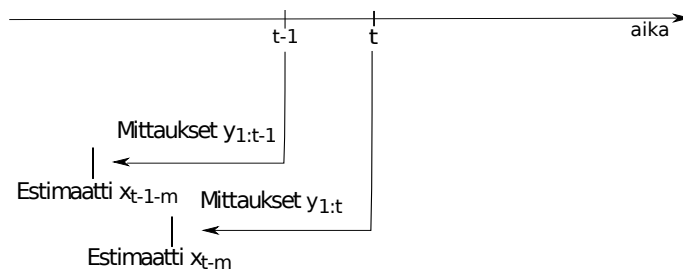 t-1
t
aika
Mittaukset y1:t-1
Estimaatti xt-1-m
Mittaukset y1:t
Estimaatti xt-m